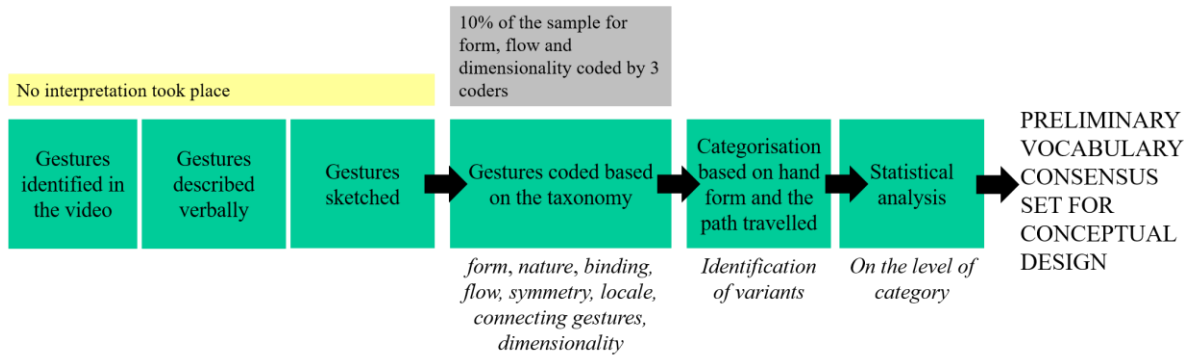 10% of the sample for
form, flow and
dimensionality coded by 3
coders
No interpretation took place
Gestures
identified in
the video
Gestures
described
verbally
Gestures
sketched
Gestures coded based
on the taxonomy
Categorisation
based on hand
form and the
path travelled
Statistical
analysis
PRELIMINARY
VOCABULARY
CONSENSUS
SET FOR
CONCEPTUAL
DESIGN
form, nature, binding,
flow, symmetry, locale,
connecting gestures,
dimensionality
Identification
of variants
On the level of
category